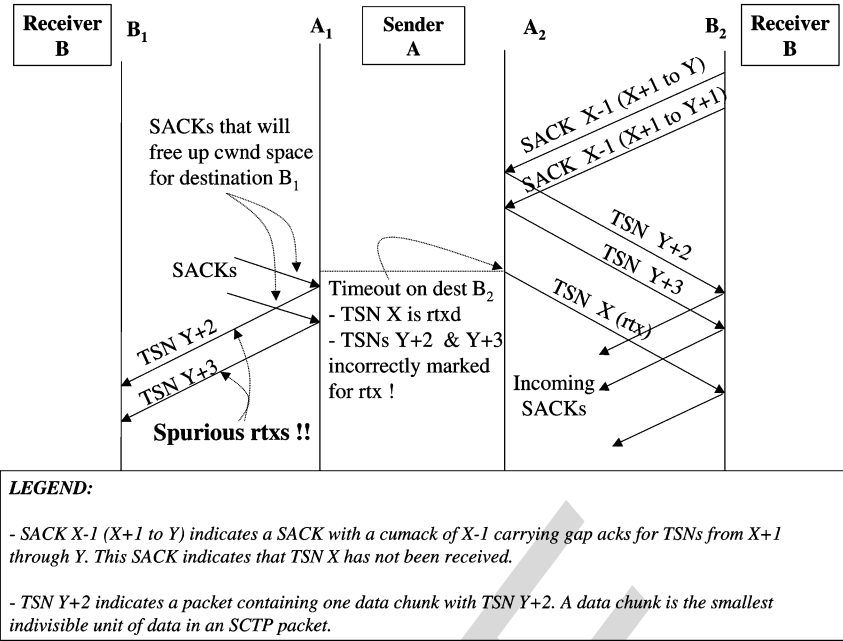 Receiver
B
B1
A1
Sender
A
A2
B2
Receiver
B
SACK X-1 (X+1 to Y)
SACK X-1 (X+1 to Y+1)
SACKs that will
free up cwnd space
for destination B1
SACKs
TSN Y+2
TSN Y+3
Timeout on dest B2
- TSN X is rtxd
- TSNs Y+2 & Y+3
incorrectly marked
for rtx !
TSN X (rtx)
TSN Y+2
TSN Y+3
Incoming
SACKs
Spurious rtxs !!
LEGEND:
- SACK X-1 (X+1 to Y) indicates a SACK with a cumack of X-1 carrying gap acks for TSNs from X+1
through Y. This SACK indicates that TSN X has not been received.
- TSN Y+2 indicates a packet containing one data chunk with TSN Y+2. A data chunk is the smallest
indivisible unit of data in an SCTP packet.